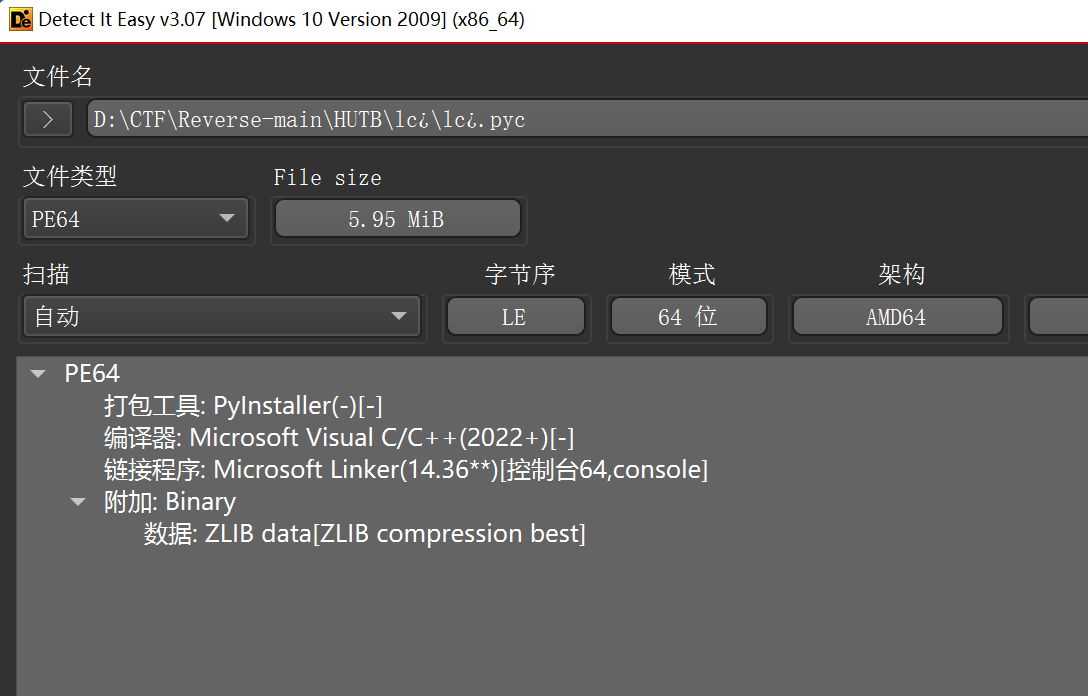 Detect It Easy v3.07 [Windows 10 Version 2009] (x86_64)
文件名
D:\CTF\Reverse-main\HUTB\lc¿\lc¿.pyc
文件类型 File size
PE64 5.95 MiB
扫描 字节序 模式 架构
自动 LE 64 位 AMD64
PE64
打包工具: PyInstaller(-)[-]
编译器: Microsoft Visual C/C++(2022+)[-]
链接程序: Microsoft Linker(14.36**)[控制台64,console]
附加: Binary
数据: ZLIB data[ZLIB compression best]